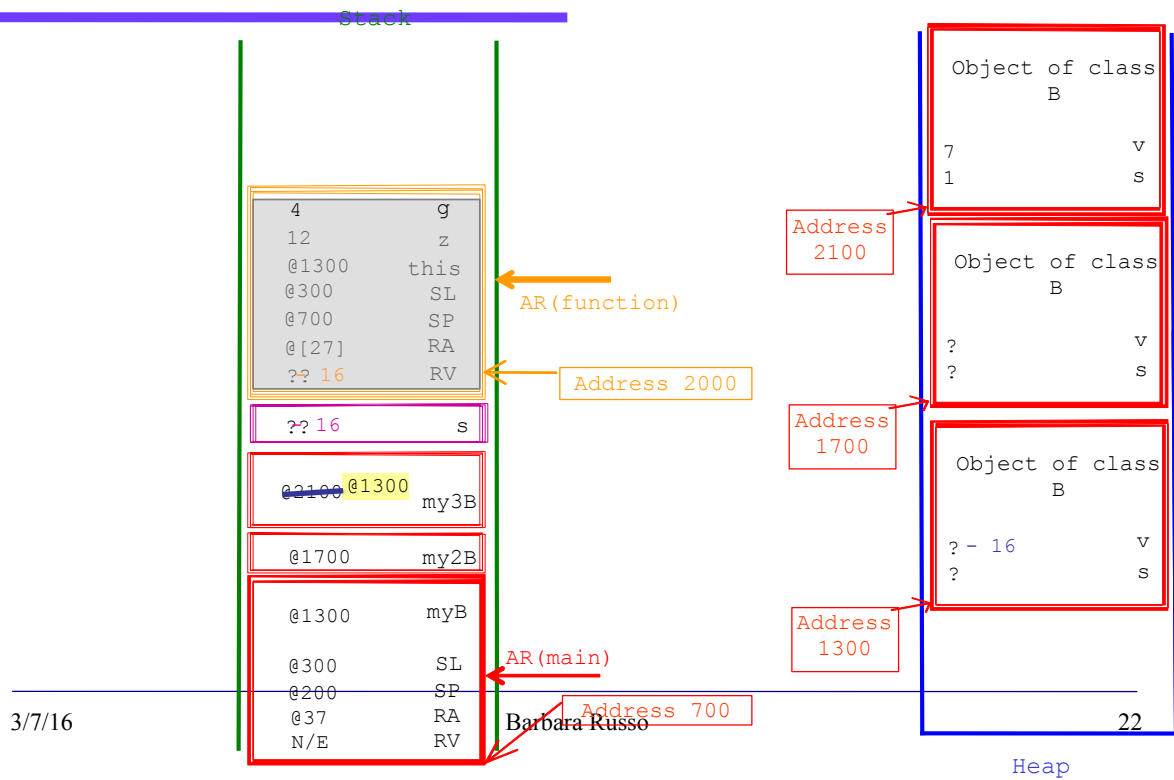 Stack
4 g
12 z
@1300 this
@300 SL
@700 SP
@[27] RA
?? 16 RV
AR(function)
Address 2000
?? 16 s
@2100 @1300 my3B
@1700 my2B
@1300 myB
@300 SL
@200 SP
@37 RA
N/E RV
AR(main)
Address 700
Object of class
B
7 v
1 s
Address
2100
Object of class
B
? v
? s
Address
1700
Object of class
B
? - 16 v
? s
Address
1300
3/7/16
Barbara Russo
22
Heap